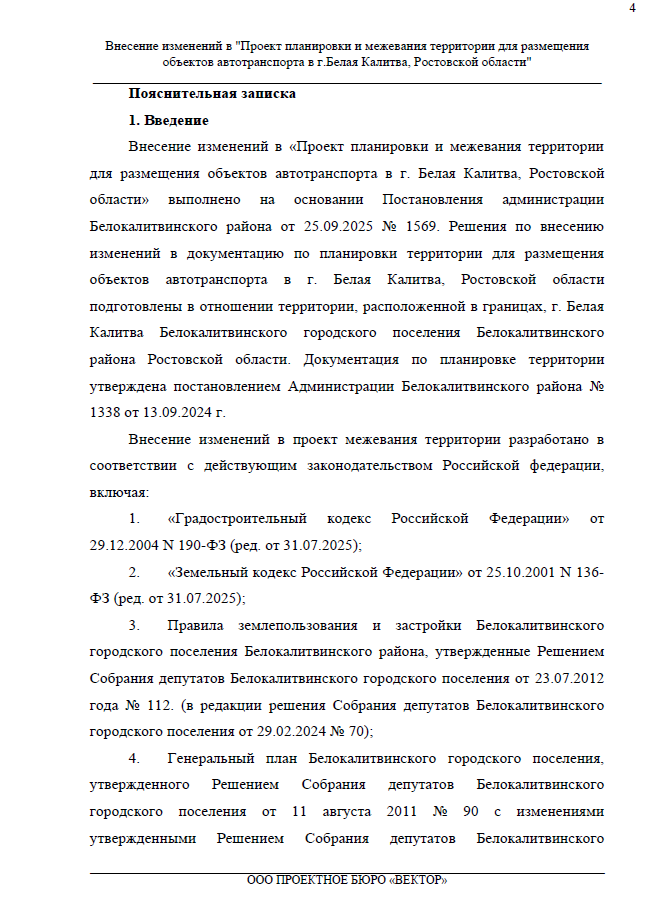 4
Внесение изменений в "Проект планировки и межевания территории для размещения
объектов автотранспорта в г.Белая Калитва, Ростовской области"
Пояснительная записка
1. Введение
Внесение изменений в «Проект планировки и межевания территории
для размещения объектов автотранспорта в г. Белая Калитва, Ростовской
области» выполнено на основании Постановления администрации
Белокалитвинского района от 25.09.2025 № 1569. Решения по внесению
изменений в документацию по планировки территории для размещения
объектов автотранспорта в г. Белая Калитва, Ростовской области
подготовлены в отношении территории, расположенной в границах, г. Белая
Калитва Белокалитвинского городского поселения Белокалитвинского
района Ростовской области. Документация по планировке территории
утверждена постановлением Администрации Белокалитвинского района №
1338 от 13.09.2024 г.
Внесение изменений в проект межевания территории разработано в
соответствии с действующим законодательством Российской федерации,
включая:
1. «Градостроительный кодекс Российской Федерации» от
29.12.2004 N 190-ФЗ (ред. от 31.07.2025);
2. «Земельный кодекс Российской Федерации» от 25.10.2001 N 136-
ФЗ (ред. от 31.07.2025);
3. Правила землепользования и застройки Белокалитвинского
городского поселения Белокалитвинского района, утвержденные Решением
Собрания депутатов Белокалитвинского городского поселения от 23.07.2012
года № 112. (в редакции решения Собрания депутатов Белокалитвинского
городского поселения от 29.02.2024 № 70);
4. Генеральный план Белокалитвинского городского поселения,
утвержденного Решением Собрания депутатов Белокалитвинского
городского поселения от 11 августа 2011 № 90 с изменениями
утвержденными Решением Собрания депутатов Белокалитвинского
ООО ПРОЕКТНОЕ БЮРО «ВЕКТОР»